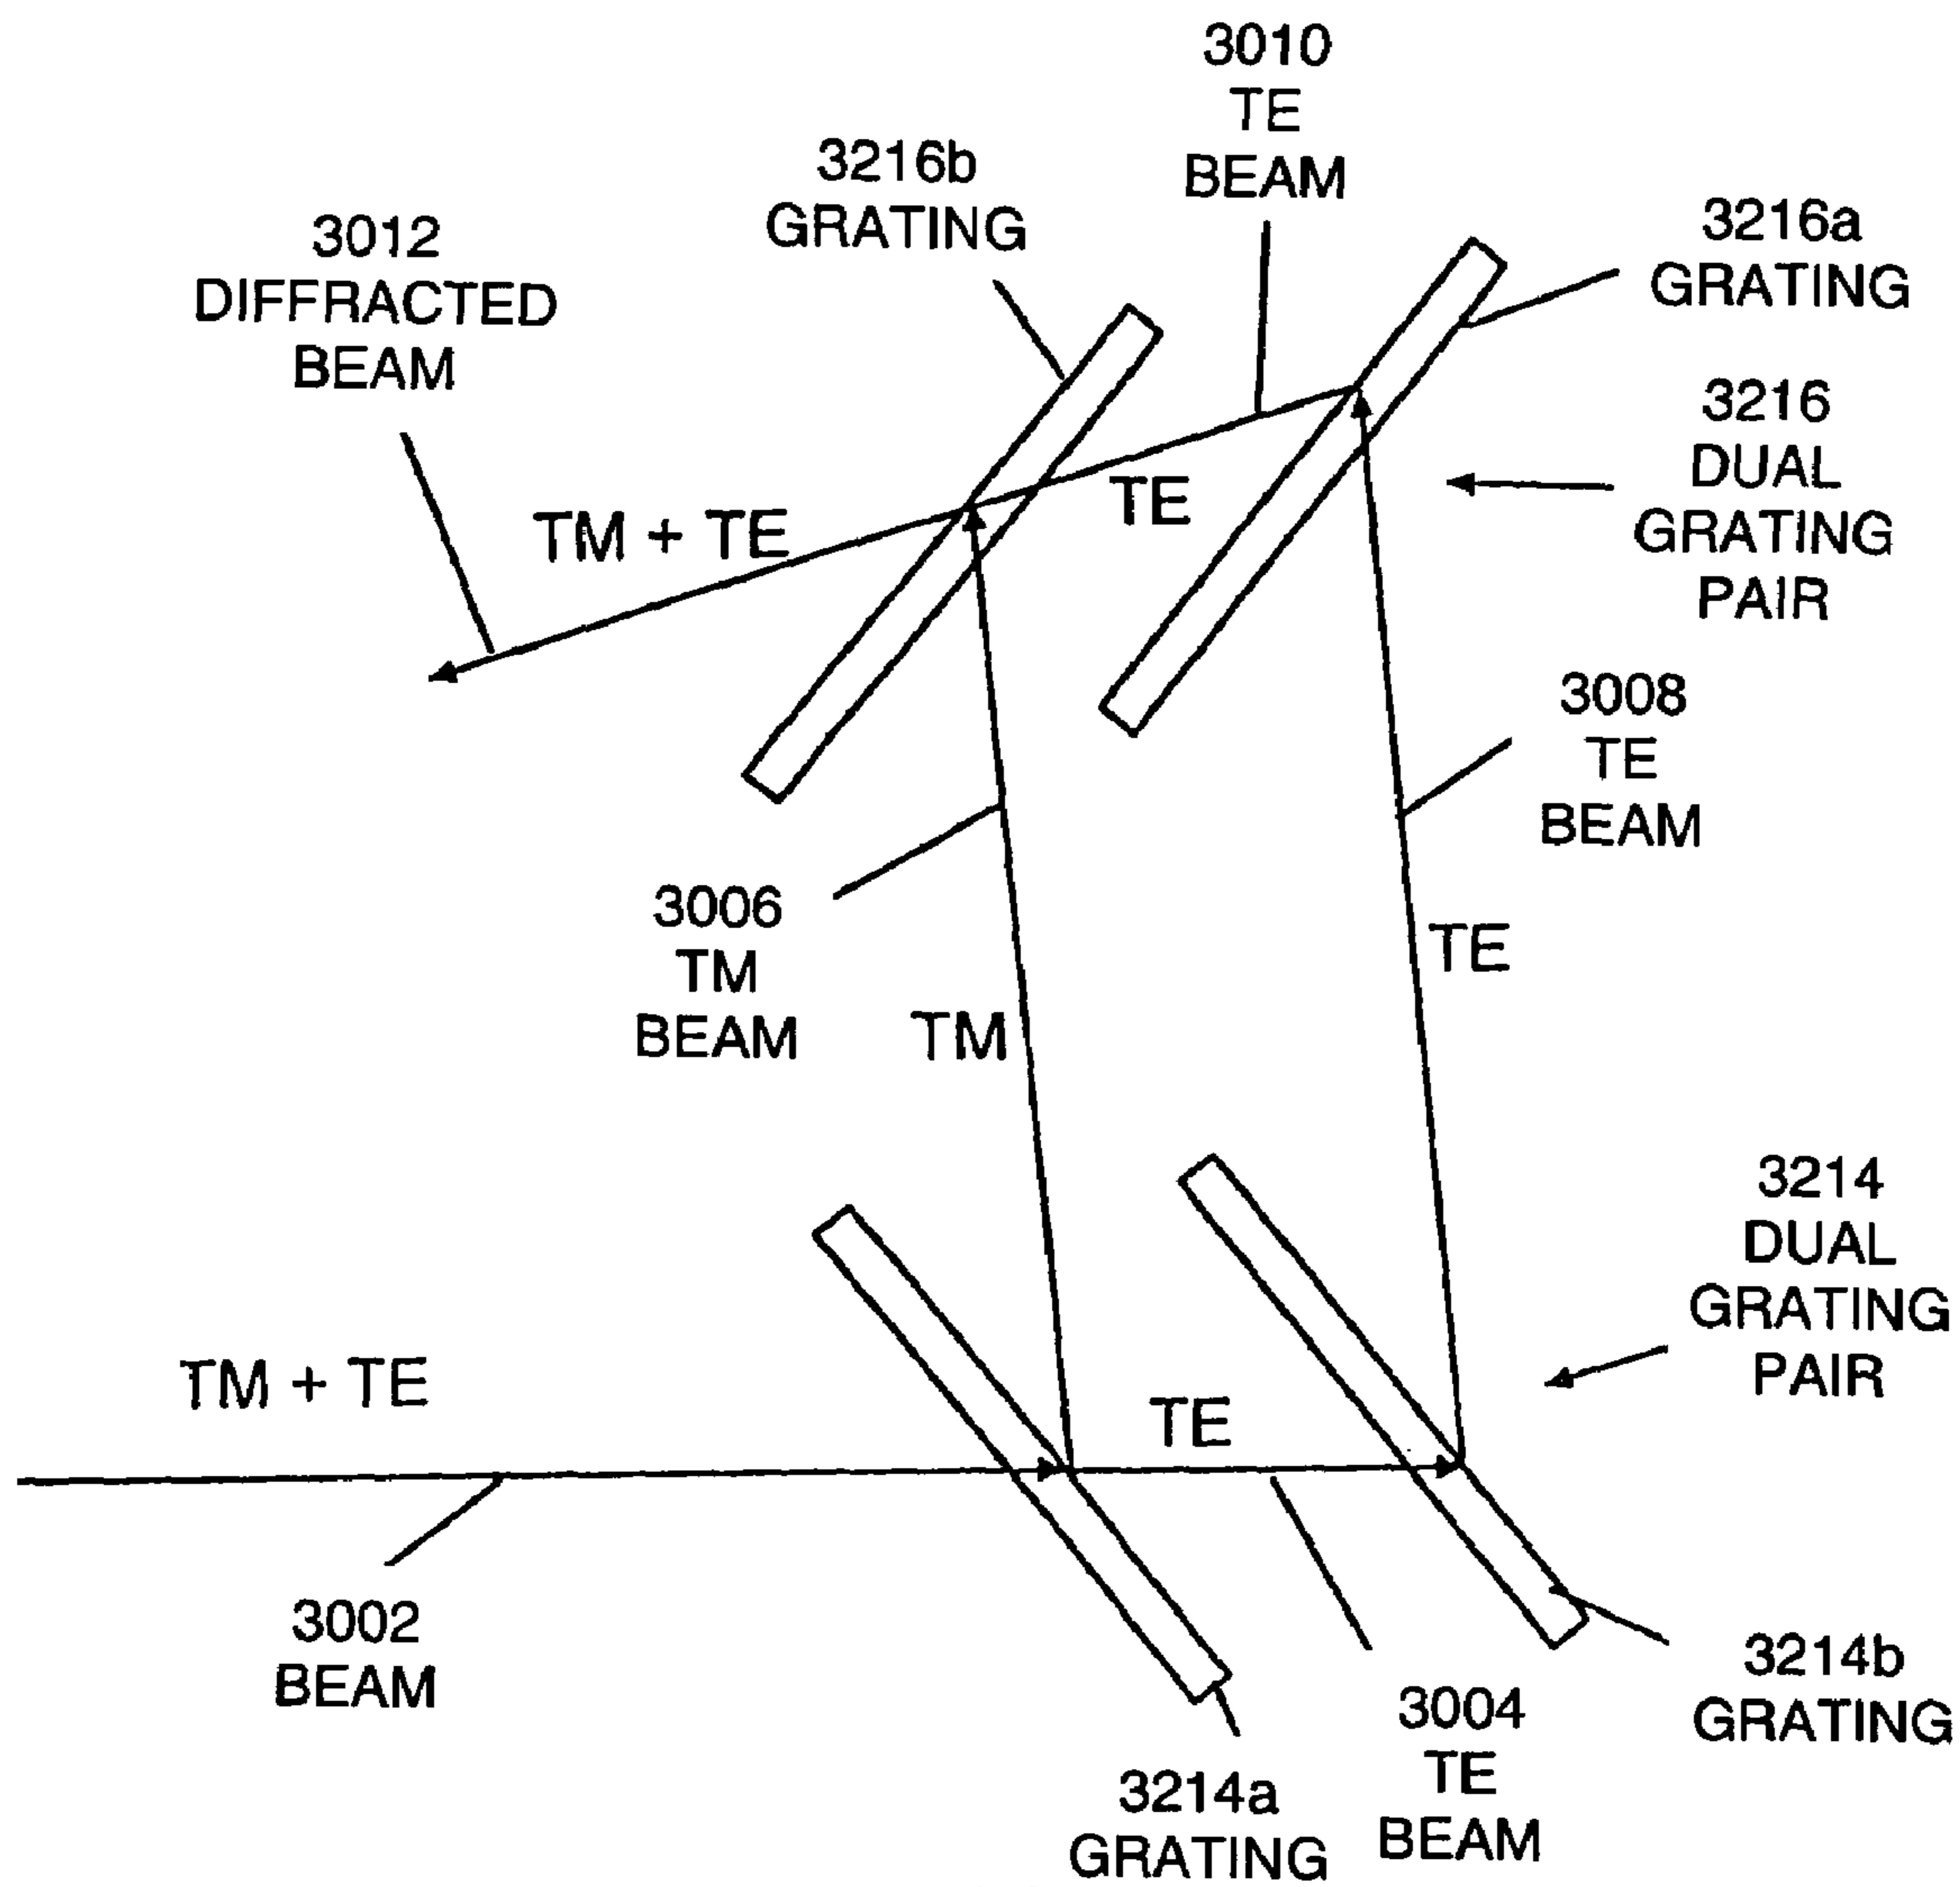 3010
TE
BEAM
3216b
GRATING
3216a
GRATING
3012
DIFFRACTED
BEAM
3216
DUAL
GRATING
PAIR
TM + TE
TE
3008
TE
BEAM
3006
TM
BEAM
TM
TE
3214
DUAL
GRATING
PAIR
TM + TE
TE
3002
BEAM
3214b
GRATING
3004
TE
BEAM
3214a
GRATING